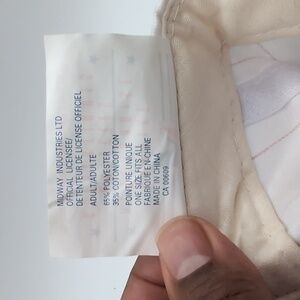 MIDWAY INDUSTRIES LTD
OFFICIAL LICENSEE/
DETENTEUR DE LICENSE OFFICIEL
ADULT/ADULTE
65% POLYESTER
35% COTON/COTTON
POINTURE UNIQUE
ONE SIZE FITS ALL
FABRIQUE EN-CHINE
MADE IN CHINA
CA 00609